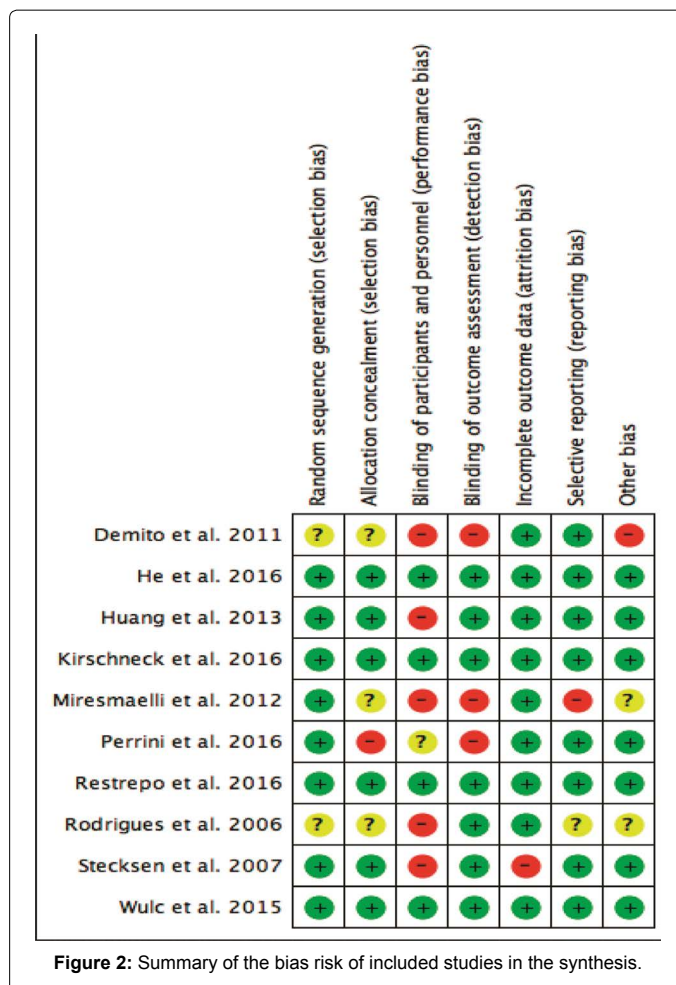 Random sequence generation (selection bias)
Allocation concealment (selection bias)
Blinding of participants and personnel (performance bias)
Blinding of outcome assessment (detection bias)
Incomplete outcome data (attrition bias)
Selective reporting (reporting bias)
Other bias
Demito et al. 2011 ? ? - - + + -
He et al. 2016 + + + + + + +
Huang et al. 2013 + + - + + + +
Kirschneck et al. 2016 + + + + + + +
Miresmaelli et al. 2012 + ? - - + - ?
Perrini et al. 2016 + - ? - + + +
Restrepo et al. 2016 + + + + + + +
Rodrigues et al. 2006 ? ? - + + ? ?
Stecksen et al. 2007 + + - + - + +
Wulc et al. 2015 + + + + + + +
Figure 2: Summary of the bias risk of included studies in the synthesis.